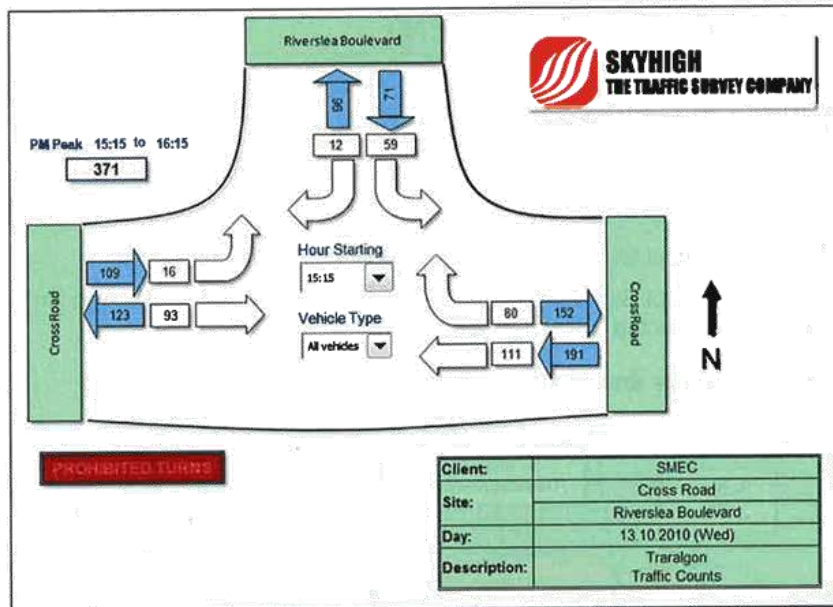 Riverslea Boulevard
SKYHIGH
THE TRAFFIC SURVEY COMPANY
96
71
PM Peak 15:15 to 16:15
371
12
59
Hour Starting
15:15
Vehicle Type
All vehicles
Cross Road
109
16
123
93
80
152
111
191
CrossRoad
N
PROHIBITED TURNS
Client: SMEC
Site: Cross Road
Riverslea Boulevard
Day: 13.10.2010 (Wed)
Description: Traralgon
Traffic Counts